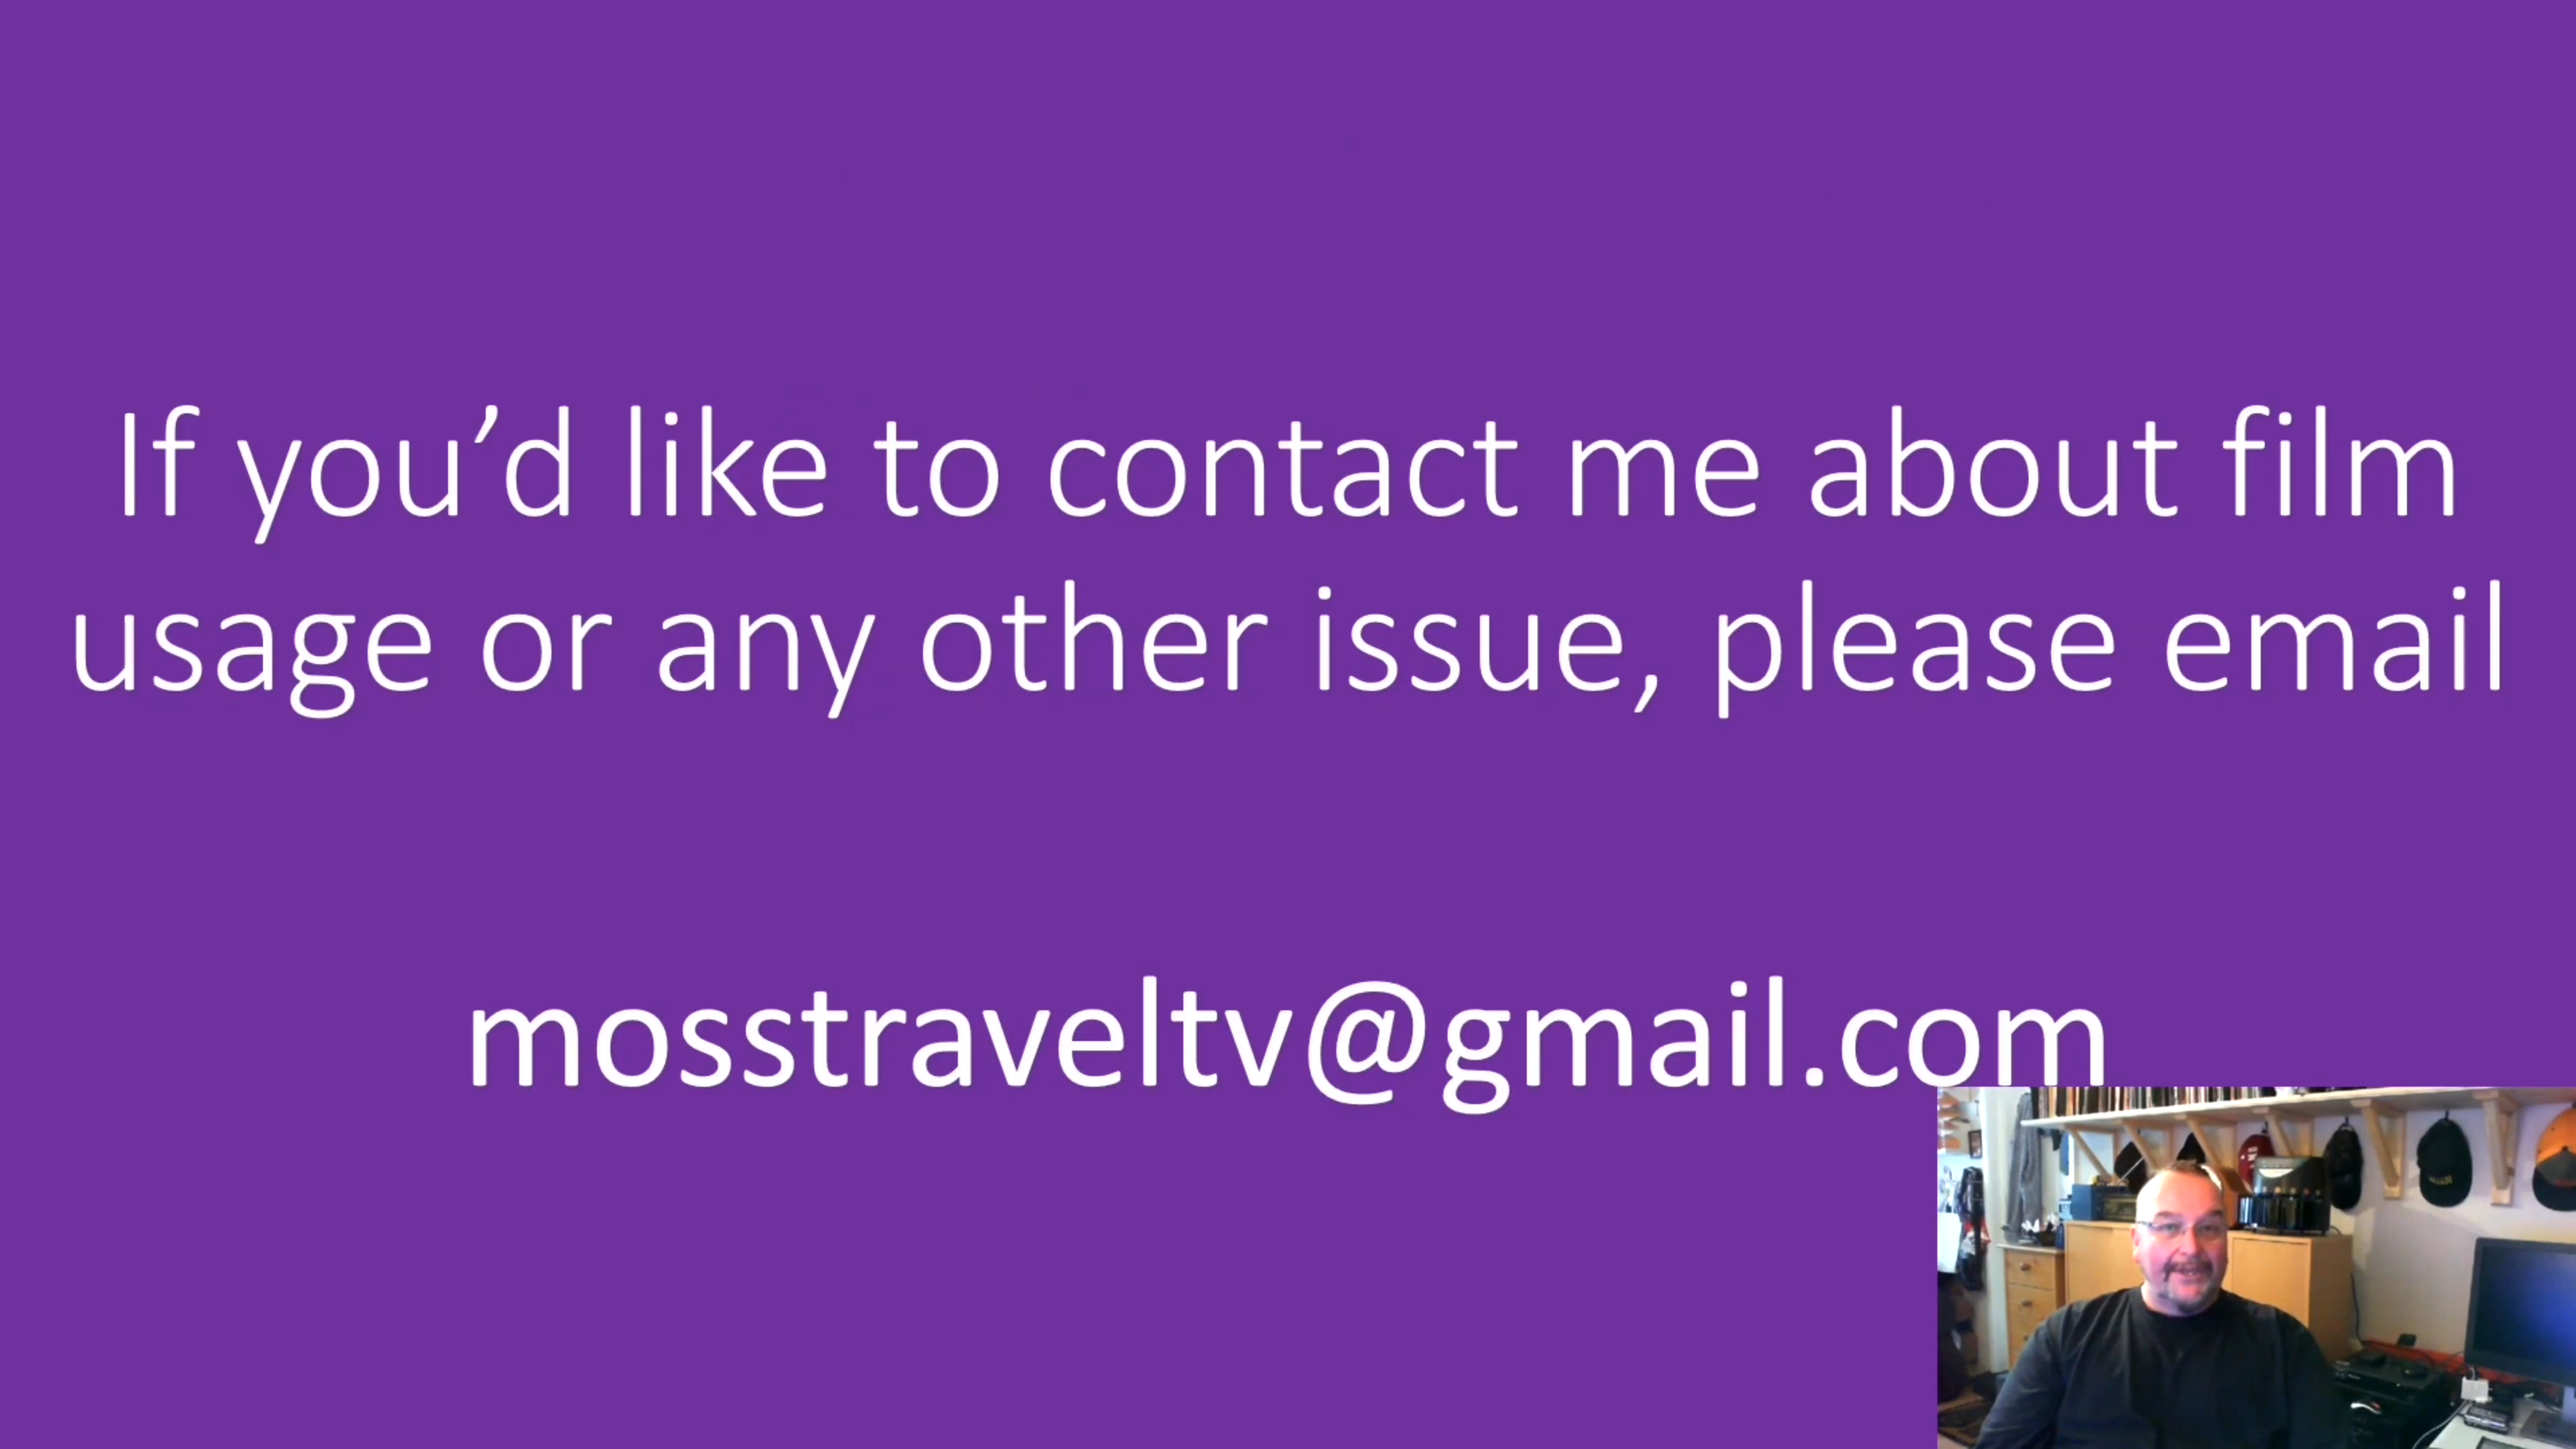 If you’d like to contact me about film
usage or any other issue, please email
mosstraveltv@gmail.com